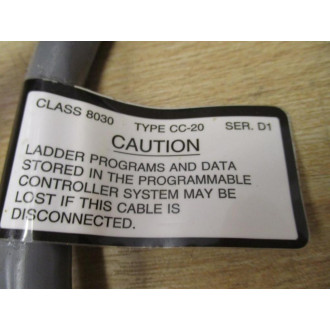 CLASS 8030 TYPE CC-20 SER. D1
CAUTION
LADDER PROGRAMS AND DATA
STORED IN THE PROGRAMMABLE
CONTROLLER SYSTEM MAY BE
LOST IF THIS CABLE IS
DISCONNECTED.